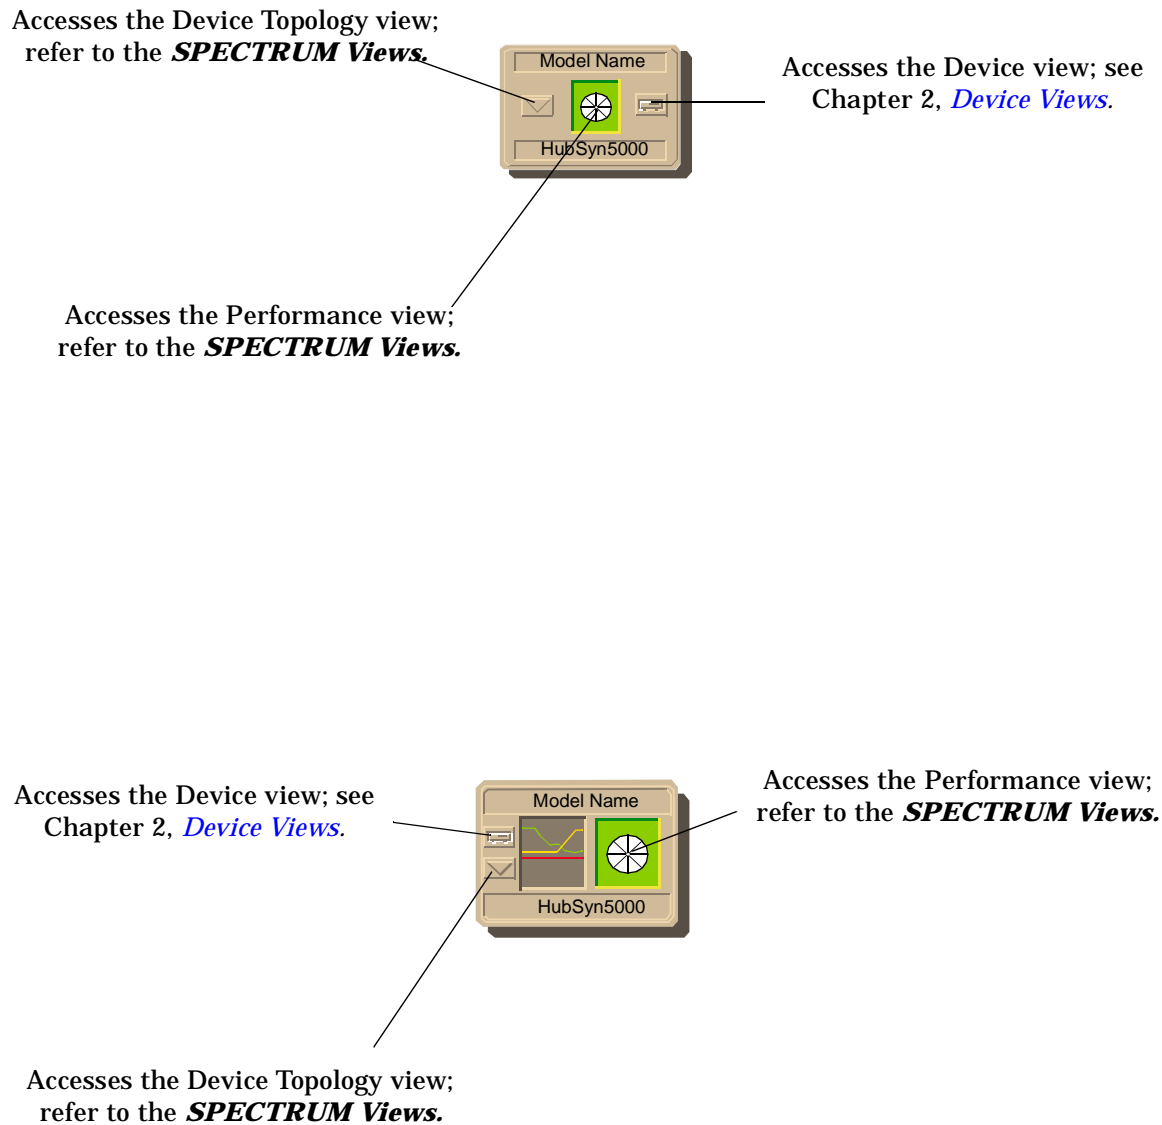 Accesses the Device Topology view;
refer to the SPECTRUM Views.
Model Name
HubSyn5000
Accesses the Device view; see
Chapter 2, Device Views.
Accesses the Performance view;
refer to the SPECTRUM Views.
Accesses the Device view; see
Chapter 2, Device Views.
Model Name
HubSyn5000
Accesses the Performance view;
refer to the SPECTRUM Views.
Accesses the Device Topology view;
refer to the SPECTRUM Views.